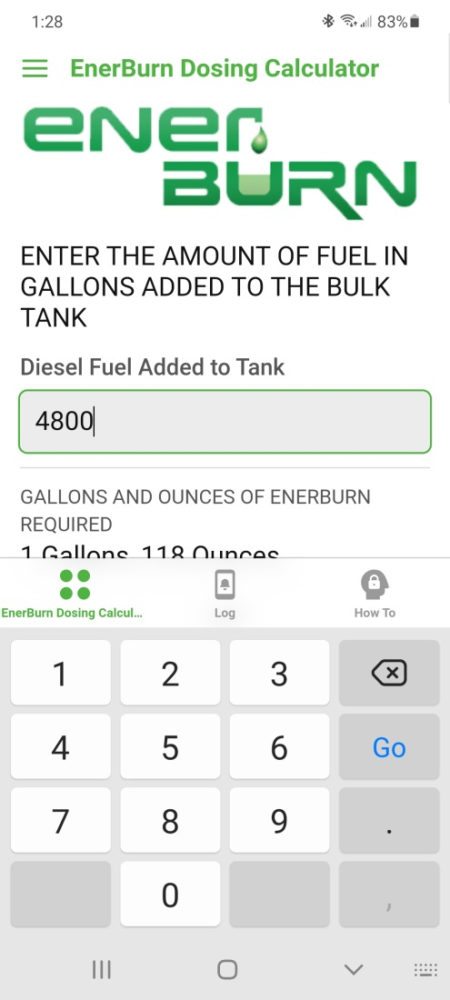 1:28
83%
EnerBurn Dosing Calculator
ener
BURN
ENTER THE AMOUNT OF FUEL IN
GALLONS ADDED TO THE BULK
TANK
Diesel Fuel Added to Tank
4800
GALLONS AND OUNCES OF ENERBURN
REQUIRED
1 Gallons, 118 Ounces
EnerBurn Dosing Calcul...
Log
How To
1 2 3
4 5 6 Go
7 8 9 .
0 ,